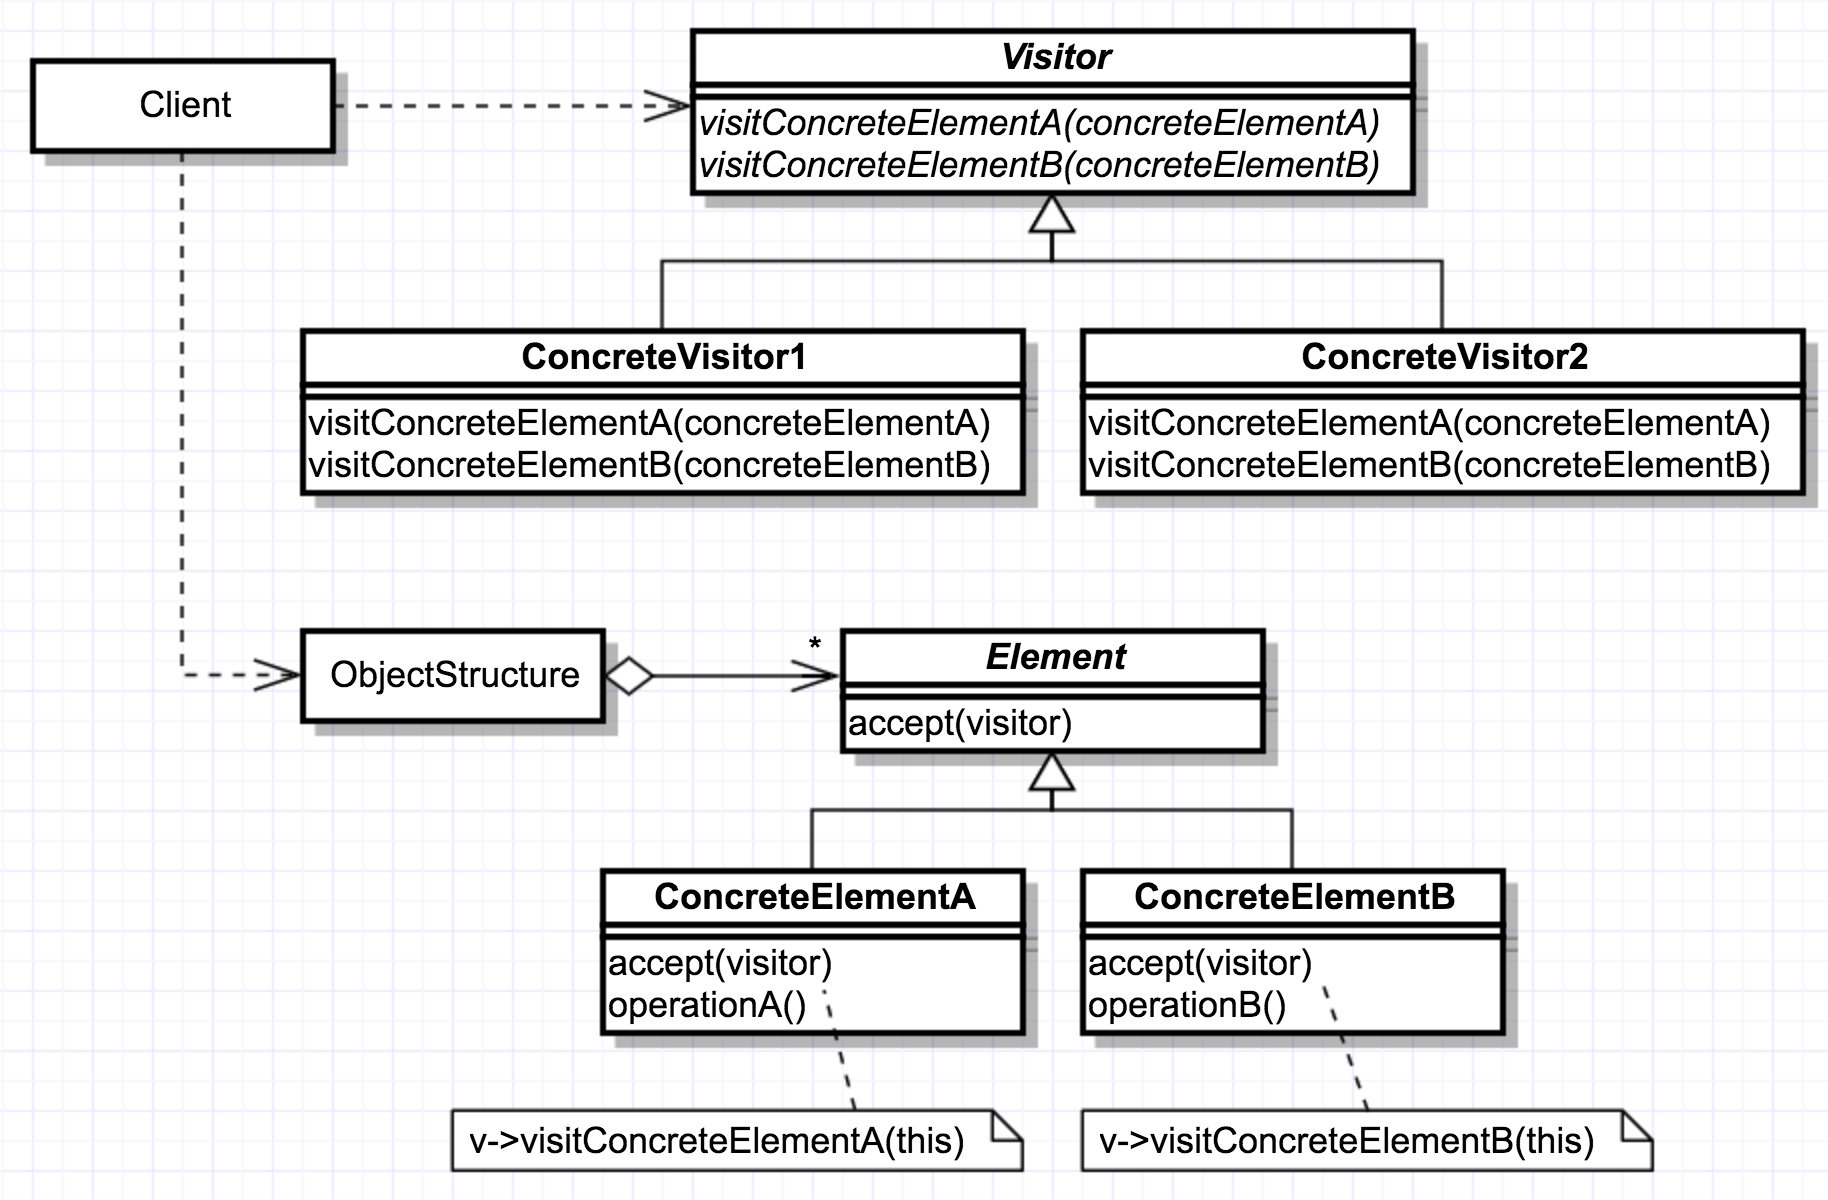 Client
Visitor
visitConcreteElementA(concreteElementA)
visitConcreteElementB(concreteElementB)
ConcreteVisitor1
visitConcreteElementA(concreteElementA)
visitConcreteElementB(concreteElementB)
ConcreteVisitor2
visitConcreteElementA(concreteElementA)
visitConcreteElementB(concreteElementB)
ObjectStructure
*
Element
accept(visitor)
ConcreteElementA
accept(visitor)
operationA()
ConcreteElementB
accept(visitor)
operationB()
v->visitConcreteElementA(this)
v->visitConcreteElementB(this)